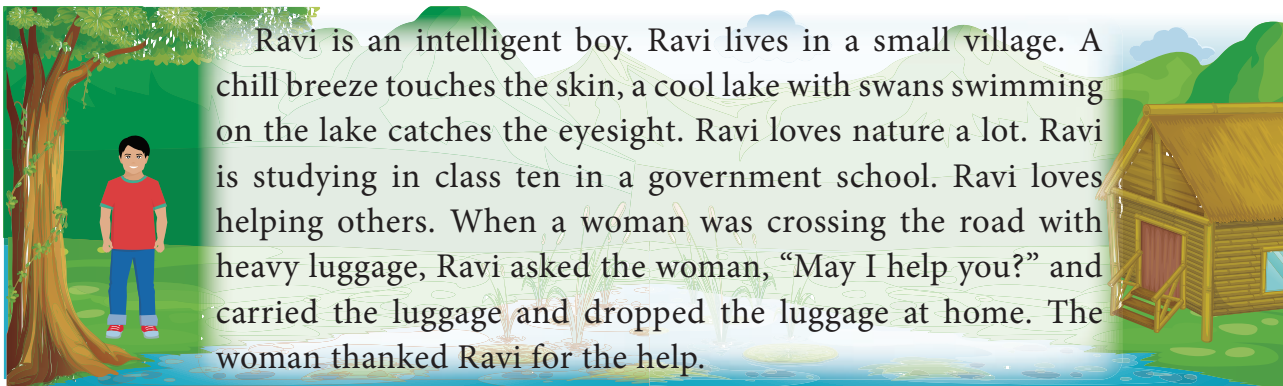 Ravi is an intelligent boy. Ravi lives in a small village. A
chill breeze touches the skin, a cool lake with swans swimming
on the lake catches the eyesight. Ravi loves nature a lot. Ravi
is studying in class ten in a government school. Ravi loves
helping others. When a woman was crossing the road with
heavy luggage, Ravi asked the woman, “May I help you?” and
carried the luggage and dropped the luggage at home. The
woman thanked Ravi for the help.